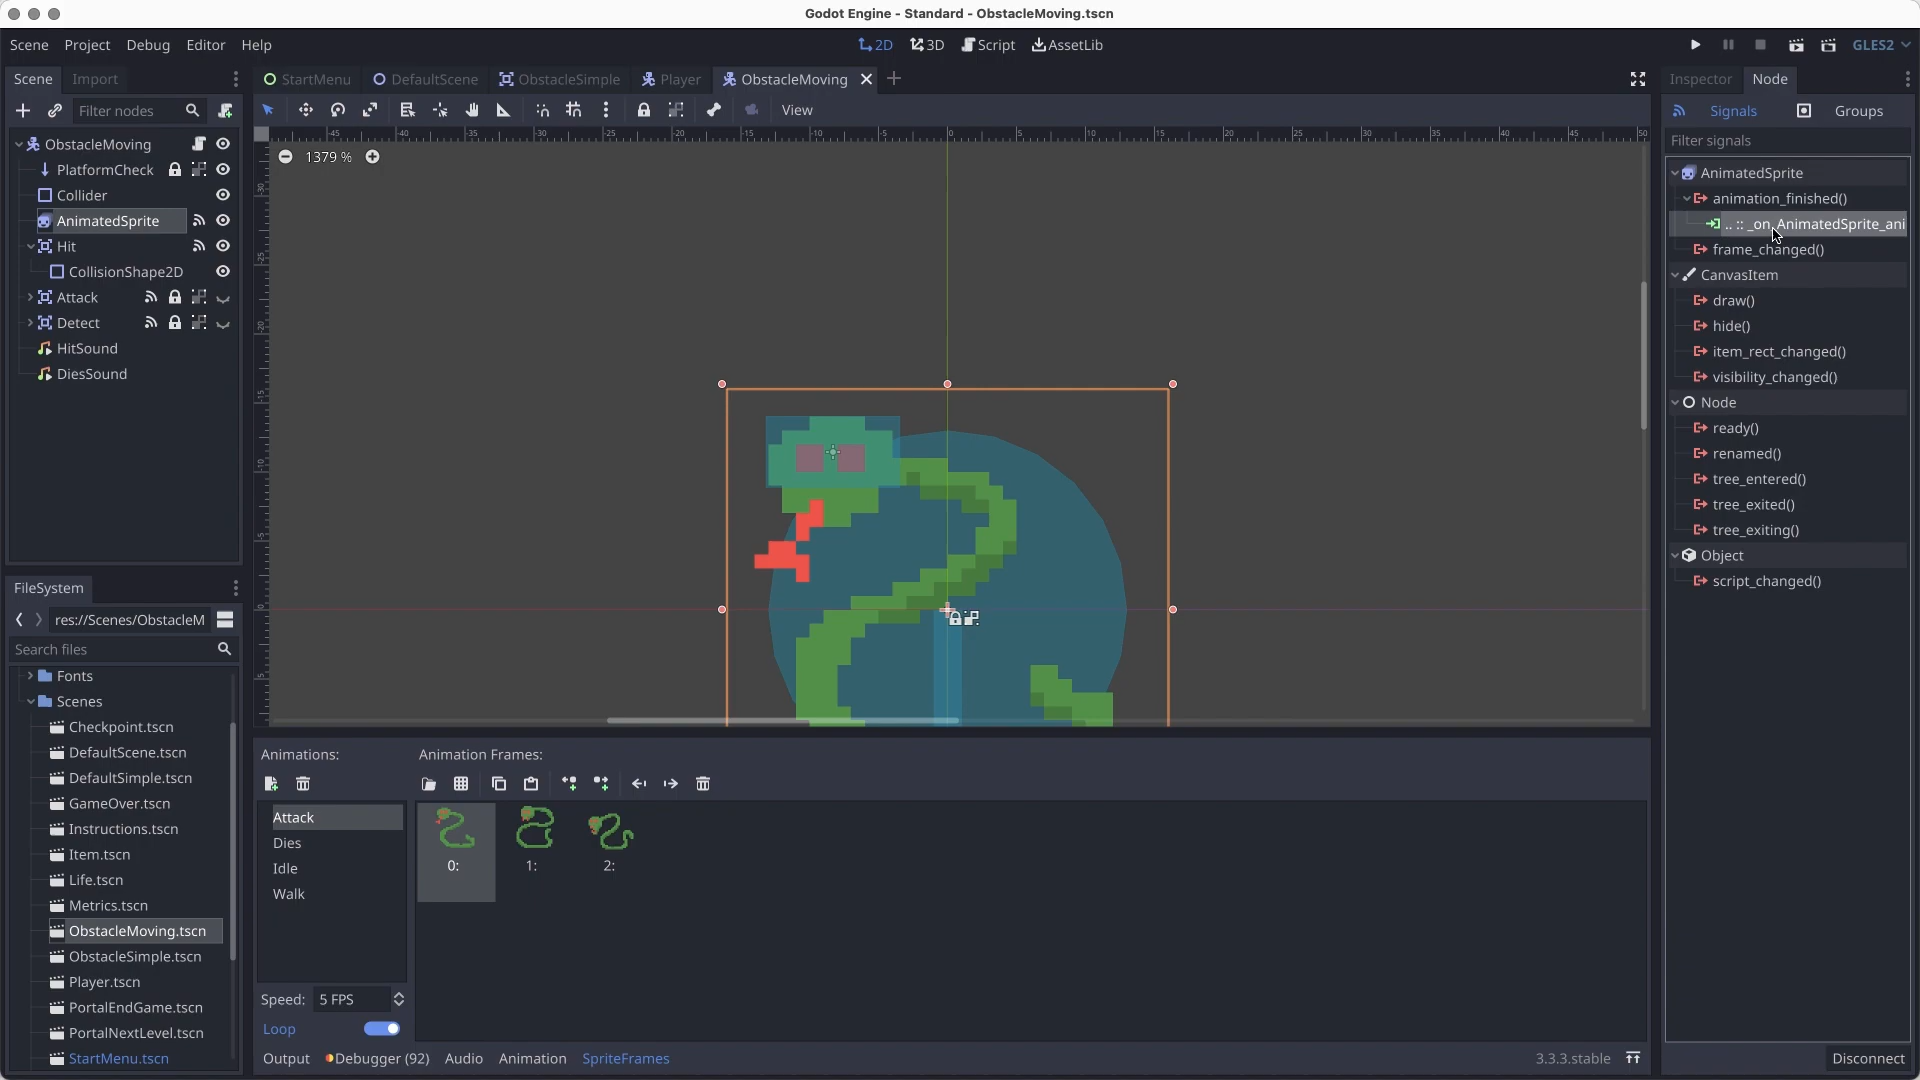 Godot Engine - Standard - ObstacleMoving.tscn
Scene Project Debug Editor Help
2D 3D Script AssetLib
GLES2
Scene Import
StartMenu DefaultScene ObstacleSimple Player ObstacleMoving
Inspector Node
Filter nodes
View
Signals Groups
Filter signals
ObstacleMoving
PlatformCheck
Collider
AnimatedSprite
Hit
CollisionShape2D
Attack
Detect
HitSound
DiesSound
1379 %
AnimatedSprite
animation_finished()
.. :: _on_AnimatedSprite_ani
frame_changed()
CanvasItem
draw()
hide()
item_rect_changed()
visibility_changed()
Node
ready()
renamed()
tree_entered()
tree_exited()
tree_exiting()
Object
script_changed()
FileSystem
res://Scenes/ObstacleM
Search files
Fonts
Scenes
Checkpoint.tscn
DefaultScene.tscn
DefaultSimple.tscn
GameOver.tscn
Instructions.tscn
Item.tscn
Life.tscn
Metrics.tscn
ObstacleMoving.tscn
ObstacleSimple.tscn
Player.tscn
PortalEndGame.tscn
PortalNextLevel.tscn
StartMenu.tscn
Animations:
Animation Frames:
Attack
Dies
Idle
Walk
0: 1: 2:
Speed: 5 FPS
Loop
Output Debugger (92) Audio Animation SpriteFrames
3.3.3.stable
Disconnect